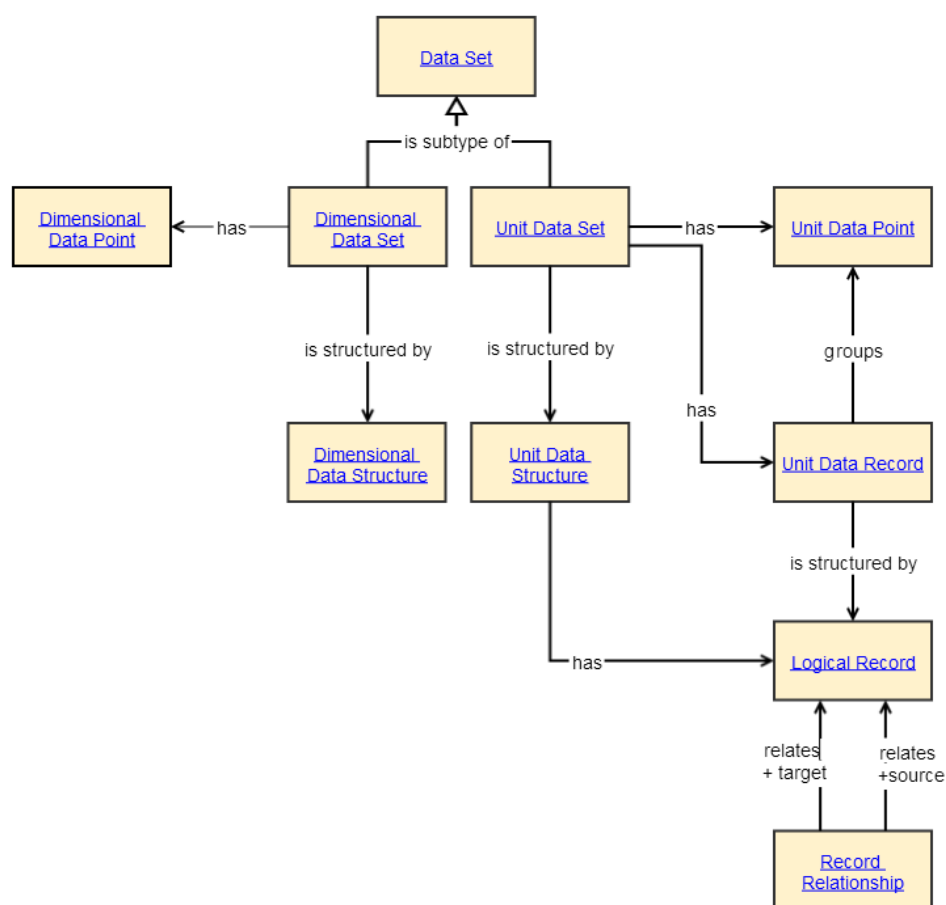 Data Set
is subtype of
Dimensional
Data Point
has
Dimensional
Data Set
Unit Data Set
has
Unit Data Point
is structured by
is structured by
groups
has
Dimensional
Data Structure
Unit Data
Structure
Unit Data Record
is structured by
has
Logical Record
relates
+ target
relates
+source
Record
Relationship